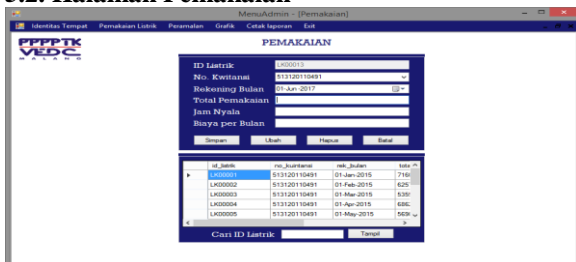 5.2. Halaman Pemakaian
MenuAdmin - [Pemakaian]
Identitas Tempat Pemakaian Listrik Peramalan Grafik Cetak laporan Exit
PPPPTK
VEDC
MALANG
PEMAKAIAN
ID Listrik LK00013
No. Kwitansi 513120110491
Rekening Bulan 01-Jun -2017
Total Pemakaian
Jam Nyala
Biaya per Bulan
Simpan Ubah Hapus Batal
id_listrik no_kuintansi rek_bulan tota
LK00001 513120110491 01-Jan-2015
LK00002 513120110491 01-Feb-2015 625
LK00003 513120110491 01-Mar-2015
LK00004 513120110491 01-Apr-2015
LK00005 513120110491 01-May-2015
Cari ID Listrik Tampil